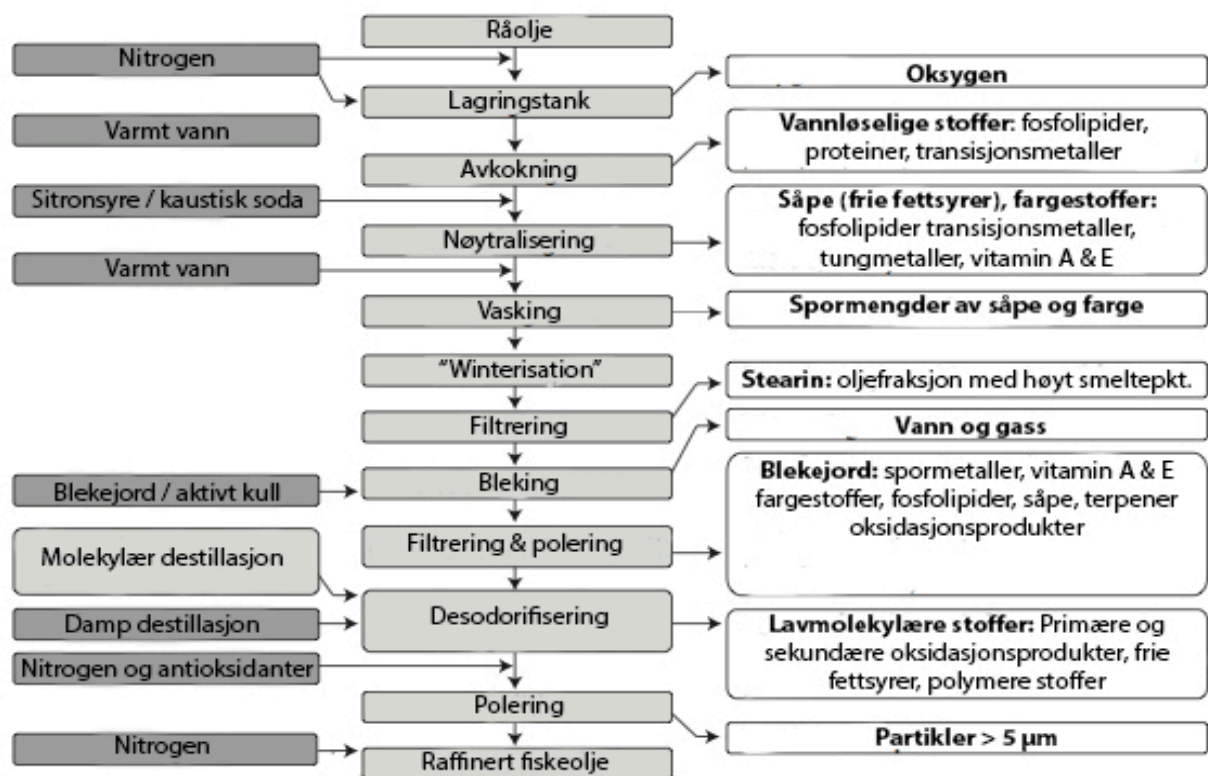 Råolje
Nitrogen
Oksygen
Lagringstank
Varmt vann
Vannløselige stoffer: fosfolipider,
proteiner, transisjonsmetaller
Avkokning
Sitronsyre / kaustisk soda
Såpe (frie fettsyrer), fargestoffer:
fosfolipider transisjonsmetaller,
tungmetaller, vitamin A & E
Nøytralisering
Varmt vann
Vasking
Spormengder av såpe og farge
“Winterisation”
Stearin: oljefraksjon med høyt smeltepkt.
Filtrering
Vann og gass
Bleking
Blekejord / aktivt kull
Blekejord: spormetaller, vitamin A & E
fargestoffer, fosfolipider, såpe, terpener
oksidasjonsprodukter
Filtrering & polering
Molekylær destillasjon
Desodorifisering
Damp destillasjon
Lavmolekylære stoffer: Primære og
sekundære oksidasjonsprodukter, frie
fettsyrer, polymere stoffer
Nitrogen og antioksidanter
Polering
Partikler > 5 µm
Nitrogen
Raffinert fiskeolje